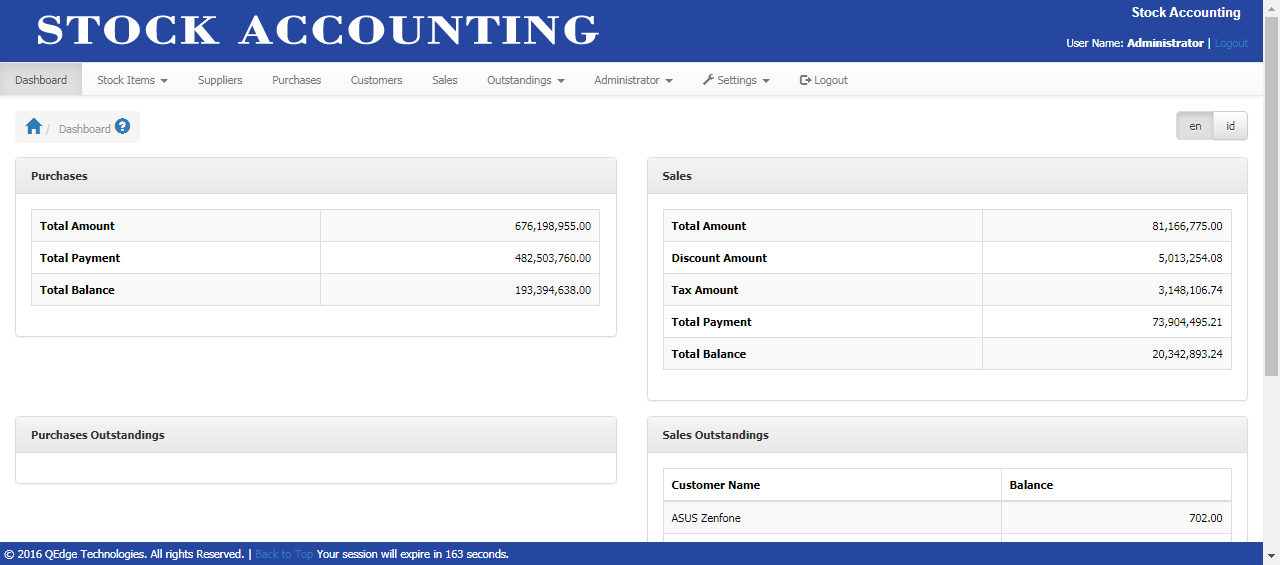 STOCK ACCOUNTING
Stock Accounting
User Name: Administrator | Logout
Dashboard Stock Items Suppliers Purchases Customers Sales Outstandings Administrator Settings Logout
/ Dashboard ?
en id
Purchases
Total Amount 676,198,955.00
Total Payment 482,503,760.00
Total Balance 193,394,638.00
Sales
Total Amount 81,166,775.00
Discount Amount 5,013,254.08
Tax Amount 3,148,106.74
Total Payment 73,904,495.21
Total Balance 20,342,893.24
Purchases Outstandings
Sales Outstandings
Customer Name Balance
ASUS Zenfone 702.00
© 2016 QEdge Technologies. All rights Reserved. | Back to Top Your session will expire in 163 seconds.